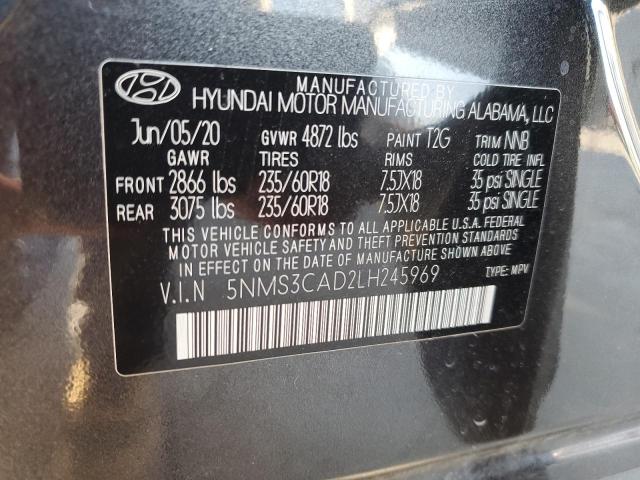 MANUFACTURED BY
HYUNDAI MOTOR MANUFACTURING ALABAMA, LLC
Jun/05/20 GVWR 4872 lbs PAINT T2G TRIM NNB
GAWR TIRES RIMS COLD TIRE INFL
FRONT 2866 lbs 235/60R18 7.5JX18 35 psi SINGLE
REAR 3075 lbs 235/60R18 7.5JX18 35 psi SINGLE
THIS VEHICLE CONFORMS TO ALL APPLICABLE U.S.A. FEDERAL
MOTOR VEHICLE SAFETY AND THEFT PREVENTION STANDARDS
IN EFFECT ON THE DATE OF MANUFACTURE SHOWN ABOVE.
V.I.N 5NMS3CAD2LH245969 TYPE: MPV